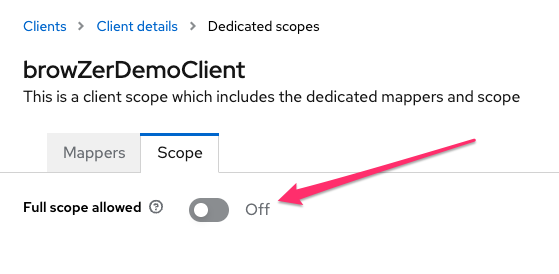 Clients > Client details > Dedicated scopes
browZerDemoClient
This is a client scope which includes the dedicated mappers and scope
Mappers Scope
Full scope allowed ? Off